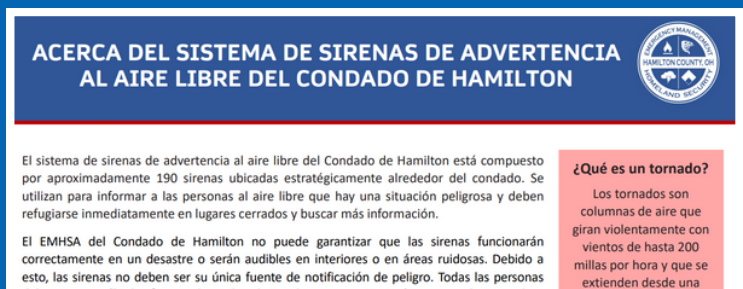 ACERCA DEL SISTEMA DE SIRENAS DE ADVERTENCIA
AL AIRE LIBRE DEL CONDADO DE HAMILTON
EMERGENCY MANAGEMENT
HAMILTON COUNTY, OH
HOMELAND SECURITY
El sistema de sirenas de advertencia al aire libre del Condado de Hamilton está compuesto
por aproximadamente 190 sirenas ubicadas estratégicamente alrededor del condado. Se
utilizan para informar a las personas al aire libre que hay una situación peligrosa y deben
refugiarse inmediatamente en lugares cerrados y buscar más información.
El EMHSA del Condado de Hamilton no puede garantizar que las sirenas funcionarán
correctamente en un desastre o serán audibles en interiores o en áreas ruidosas. Debido a
esto, las sirenas no deben ser su única fuente de notificación de peligro. Todas las personas
¿Qué es un tornado?
Los tornados son
columnas de aire que
giran violentamente con
vientos de hasta 200
millas por hora y que se
extienden desde una